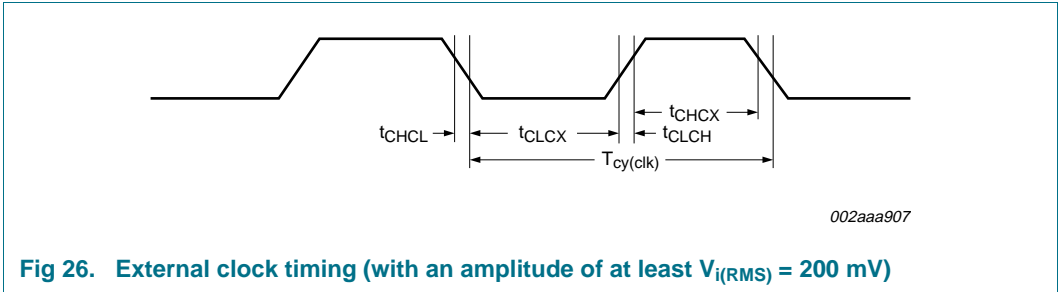 tCHCX
tCHCL tCLCX tCLCH
Tcy(clk)
002aaa907
Fig 26. External clock timing (with an amplitude of at least Vi(RMS) = 200 mV)